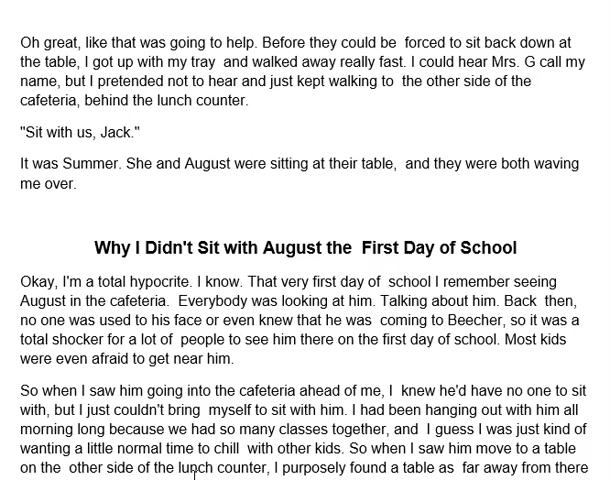 Oh great, like that was going to help. Before they could be  forced to sit back down at
the table, I got up with my tray  and walked away really fast. I could hear Mrs. G call my
name, but I pretended not to hear and just kept walking to  the other side of the
cafeteria, behind the lunch counter.
"Sit with us, Jack."
It was Summer. She and August were sitting at their table,  and they were both waving
me over.
Why I Didn't Sit with August the  First Day of School
Okay, I'm a total hypocrite. I know. That very first day of  school I remember seeing
August in the cafeteria.  Everybody was looking at him. Talking about him. Back  then,
no one was used to his face or even knew that he was  coming to Beecher, so it was a
total shocker for a lot of  people to see him there on the first day of school. Most kids
were even afraid to get near him.
So when I saw him going into the cafeteria ahead of me, I  knew he'd have no one to sit
with, but I just couldn't bring  myself to sit with him. I had been hanging out with him all
morning long because we had so many classes together, and  I guess I was just kind of
wanting a little normal time to chill  with other kids. So when I saw him move to a table
on the  other side of the lunch counter, I purposely found a table as  far away from there